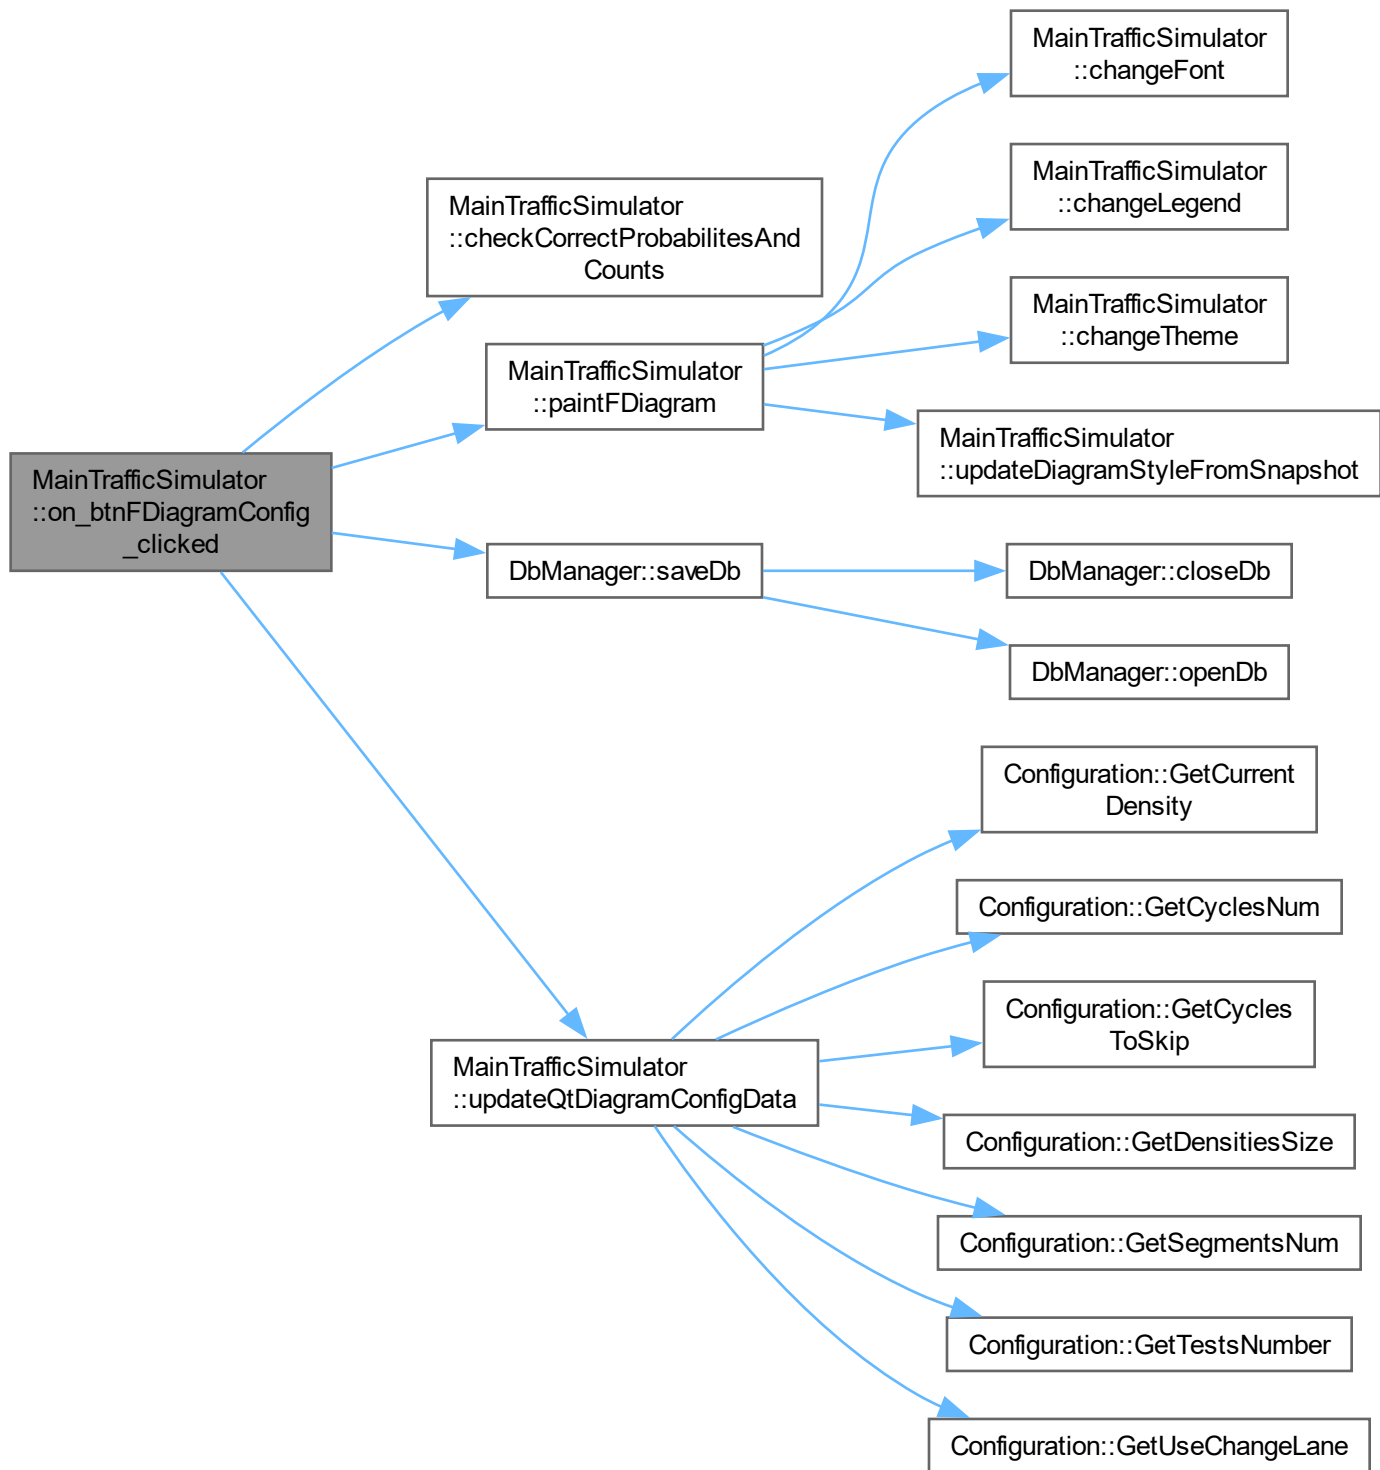 MainTrafficSimulator
::changeFont
MainTrafficSimulator
::changeLegend
MainTrafficSimulator
::checkCorrectProbabilitesAnd
Counts
MainTrafficSimulator
::changeTheme
MainTrafficSimulator
::paintFDiagram
MainTrafficSimulator
::updateDiagramStyleFromSnapshot
MainTrafficSimulator
::on_btnFDiagramConfig
_clicked
DbManager::saveDb
DbManager::closeDb
DbManager::openDb
Configuration::GetCurrent
Density
Configuration::GetCyclesNum
Configuration::GetCycles
ToSkip
MainTrafficSimulator
::updateQtDiagramConfigData
Configuration::GetDensitiesSize
Configuration::GetSegmentsNum
Configuration::GetTestsNumber
Configuration::GetUseChangeLane